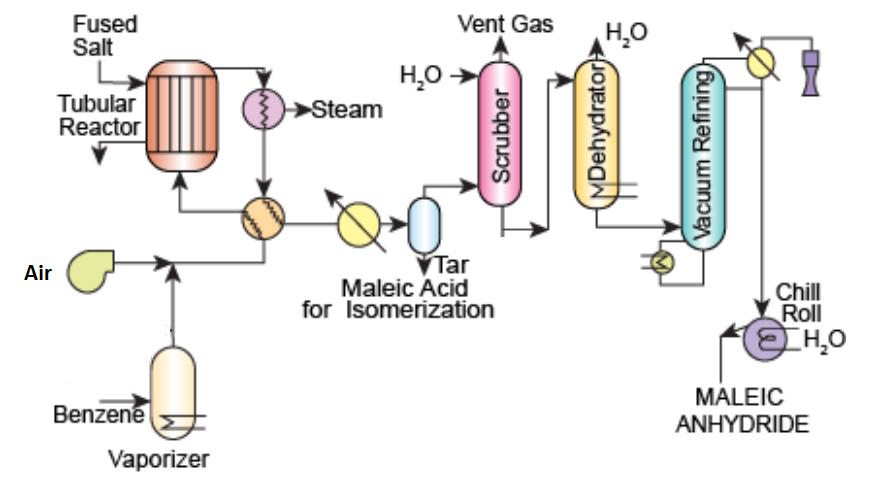 Fused
Salt
Tubular
Reactor
Steam
Vent Gas
H₂O
Scrubber
H₂O
Dehydrator
Vacuum Refining
Air
Tar
Maleic Acid
for Isomerization
Benzene
Vaporizer
Chill
Roll
H₂O
MALEIC
ANHYDRIDE